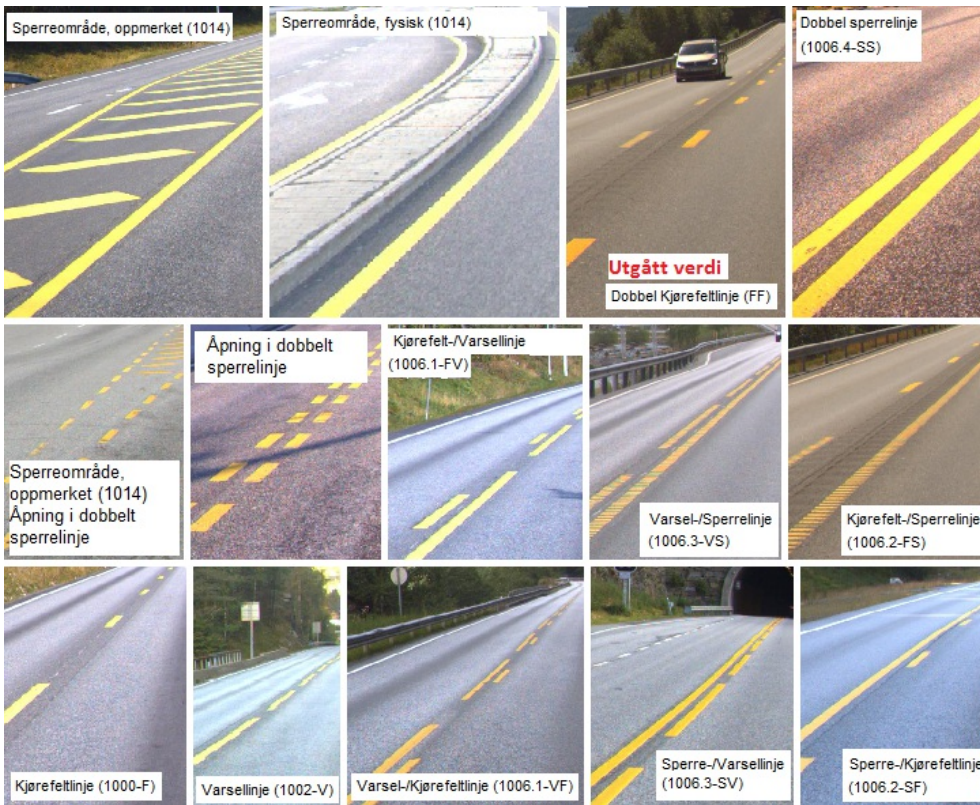 Sperreområde, oppmerket (1014)
Sperreområde, fysisk (1014)
Utgått verdi
Dobbel Kjørefeltlinje (FF)
Dobbel sperrelinje
(1006.4-SS)
Sperreområde,
oppmerket (1014)
Åpning i dobbelt
sperrelinje
Åpning i dobbelt
sperrelinje
Kjørefelt-/Varsellinje
(1006.1-FV)
Varsel-/Sperrelinje
(1006.3-VS)
Kjørefelt-/Sperrelinje
(1006.2-FS)
Kjørefeltlinje (1000-F)
Varsellinje (1002-V)
Varsel-/Kjørefeltlinje (1006.1-VF)
Sperre-/Varsellinje
(1006.3-SV)
Sperre-/Kjørefeltlinje
(1006.2-SF)